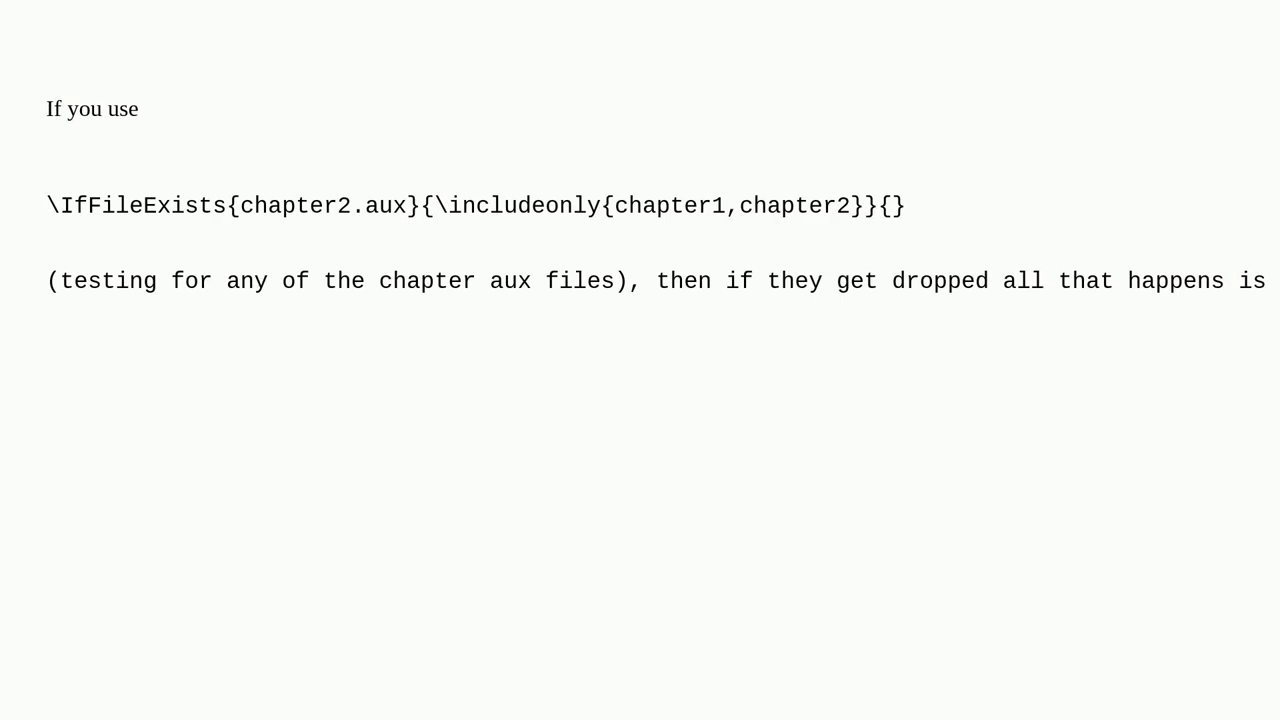 If you use
\IfFileExists{chapter2.aux}{\includeonly{chapter1,chapter2}}{}
(testing for any of the chapter aux files), then if they get dropped all that happens is